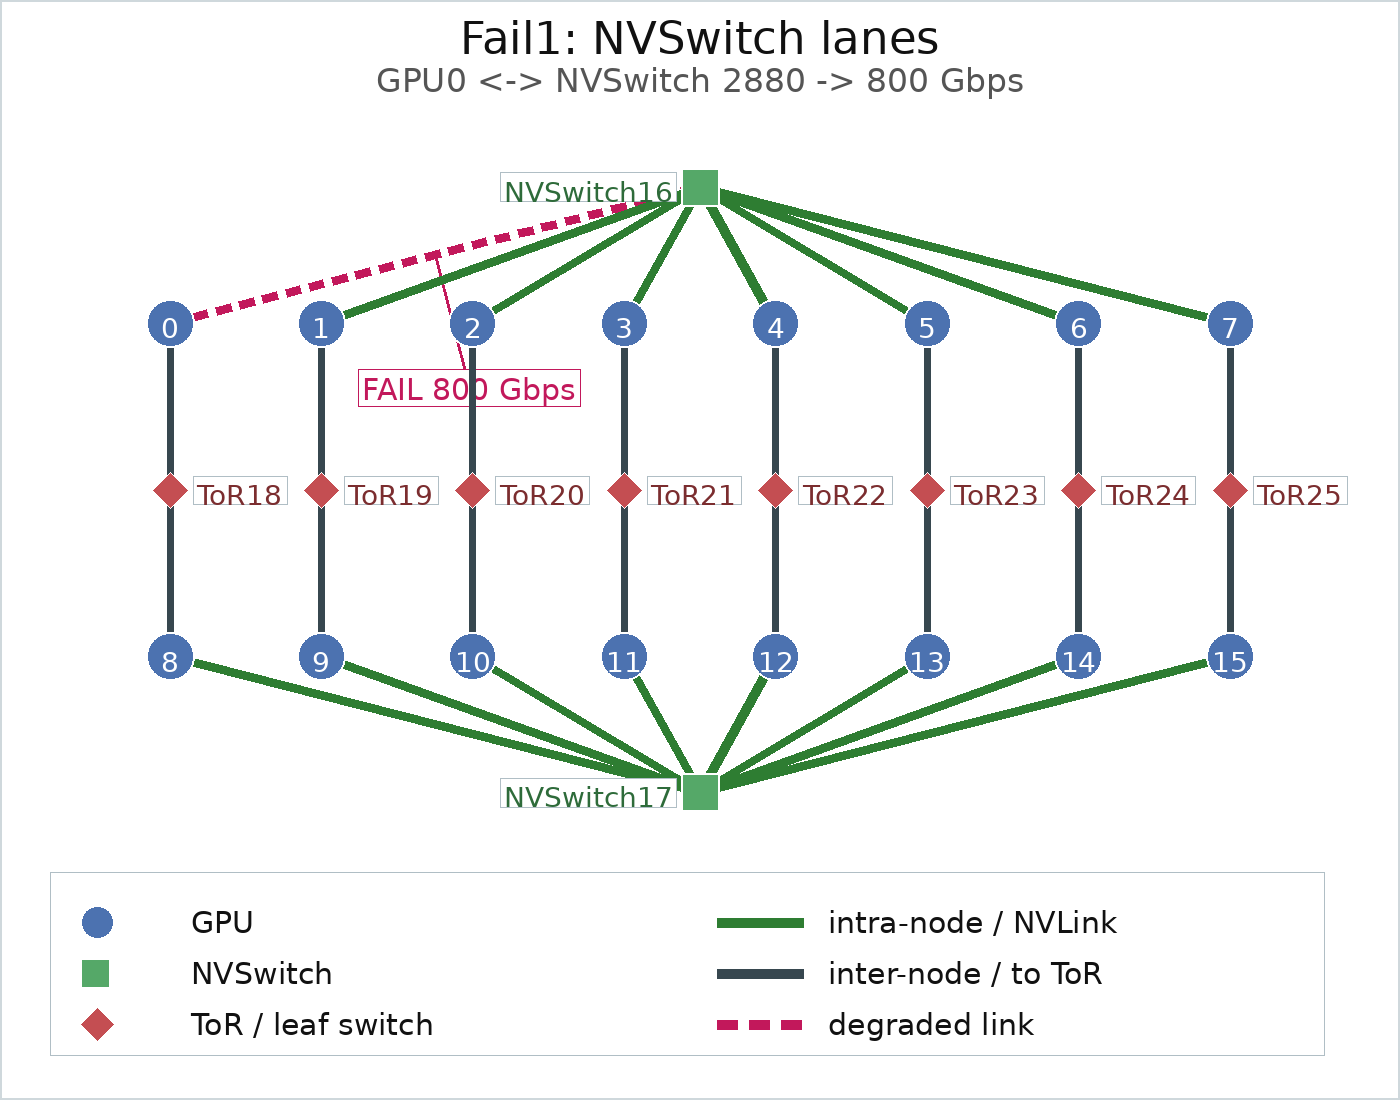 Fail1: NVSwitch lanes
GPU0 <-> NVSwitch 2880 -> 800 Gbps
NVSwitch16
0
1
2
3
4
5
6
7
FAIL 800 Gbps
ToR18
ToR19
ToR20
ToR21
ToR22
ToR23
ToR24
ToR25
8
9
10
11
12
13
14
15
NVSwitch17
GPU
NVSwitch
ToR / leaf switch
intra-node / NVLink
inter-node / to ToR
degraded link